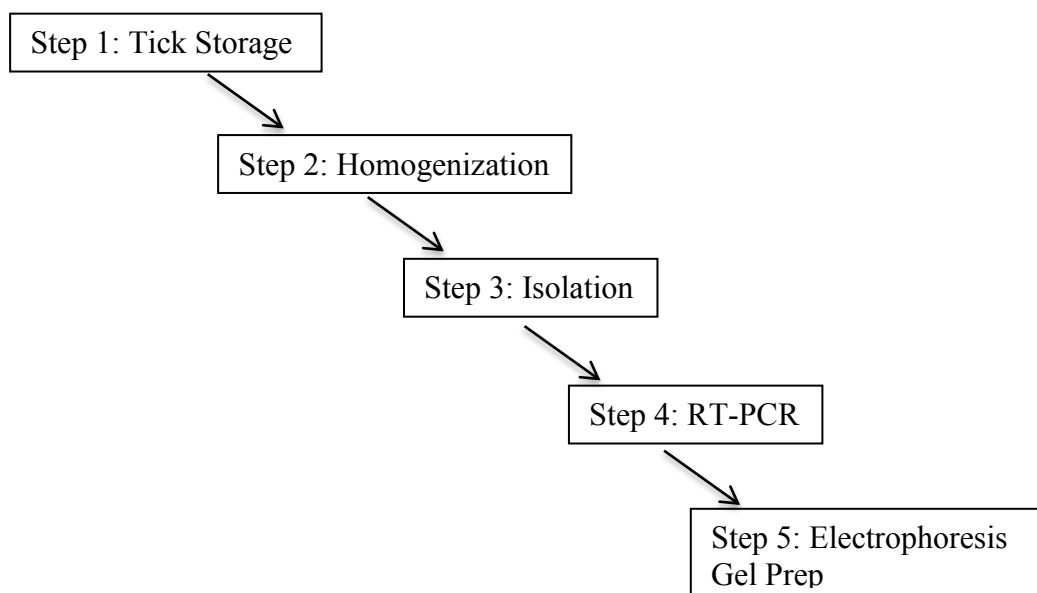 Step 1: Tick Storage
Step 2: Homogenization
Step 3: Isolation
Step 4: RT-PCR
Step 5: Electrophoresis
Gel Prep